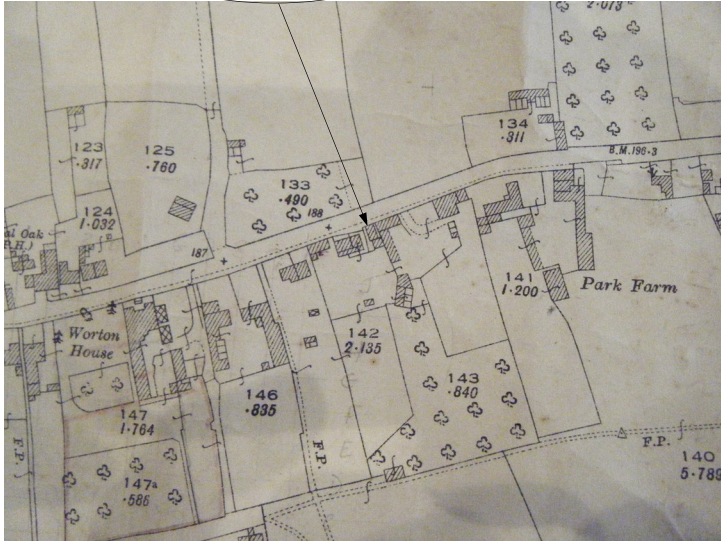 2.073
134
.311
B.M.196.3
123
.317
125
.760
133
.490
188
124
1.032
al Oak
P.H.)
187
141
1.200
Park Farm
Worton
House
142
2.135
143
.840
146
.835
147
1.764
F.P.
F.P.
F.P.
140
5.789
147a
.586